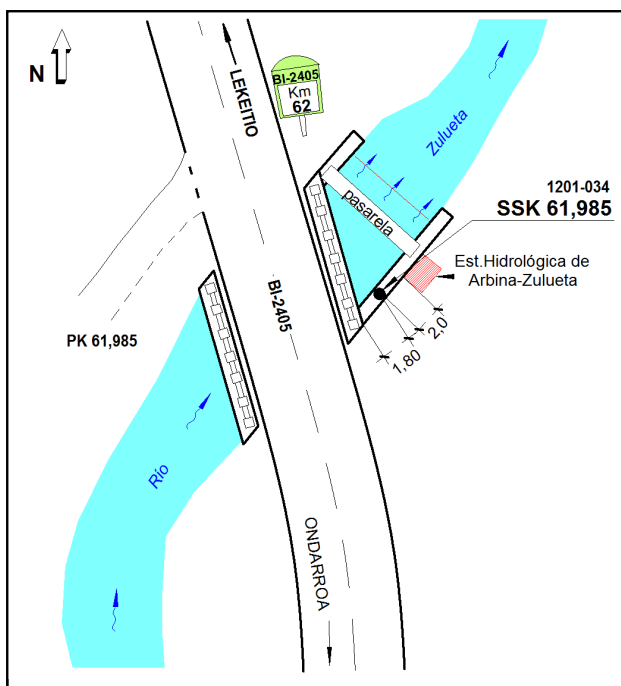 N
LEKEITIO
BI-2405
Km
62
Zulueta
pasarela
1201-034
SSK 61,985
Est.Hidrológica de
Arbina-Zulueta
2,0
1,80
BI-2405
PK 61,985
Río
ONDARROA